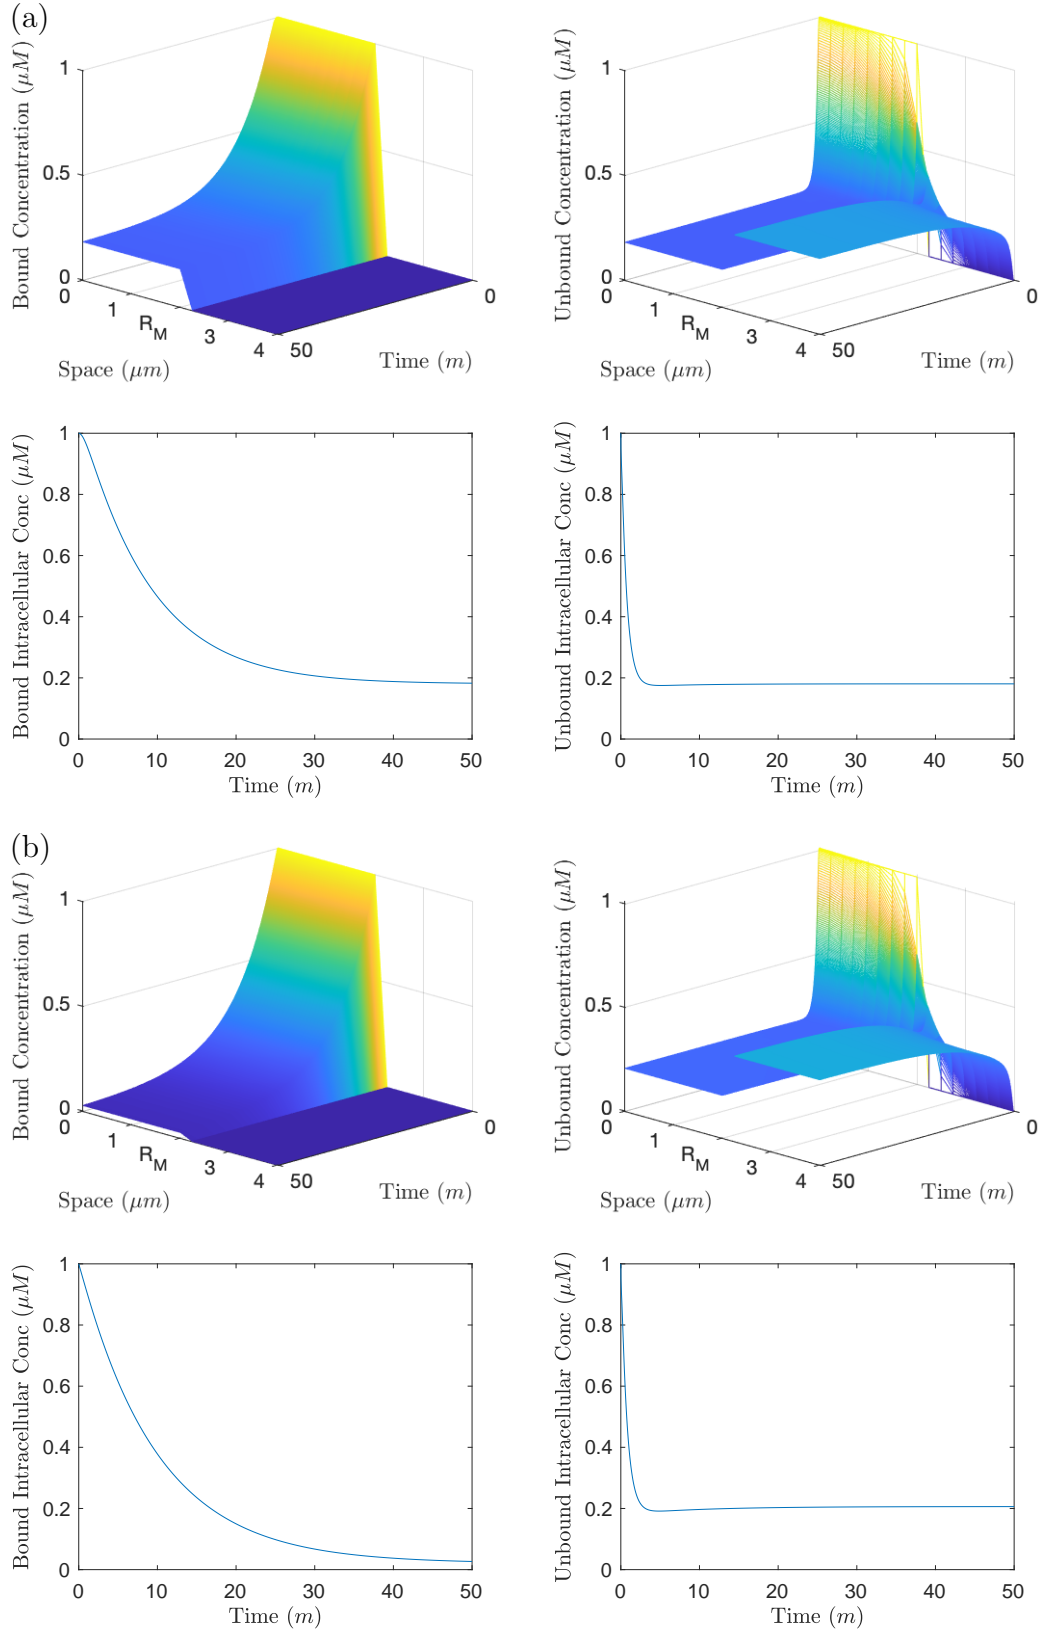 (a)
Bound Concentration (μM)
1
0.5
0
0
1
R_M
3
4
50
0
Space (μm)
Time (m)
Unbound Concentration (μM)
1
0.5
0
0
1
R_M
3
4
50
0
Space (μm)
Time (m)
Bound Intracellular Conc (μM)
1
0.8
0.6
0.4
0.2
0
0 10 20 30 40 50
Time (m)
Unbound Intracellular Conc (μM)
1
0.8
0.6
0.4
0.2
0
0 10 20 30 40 50
Time (m)
(b)
Bound Concentration (μM)
1
0.5
0
0
1
R_M
3
4
50
0
Space (μm)
Time (m)
Unbound Concentration (μM)
1
0.5
0
0
1
R_M
3
4
50
0
Space (μm)
Time (m)
Bound Intracellular Conc (μM)
1
0.8
0.6
0.4
0.2
0
0 10 20 30 40 50
Time (m)
Unbound Intracellular Conc (μM)
1
0.8
0.6
0.4
0.2
0
0 10 20 30 40 50
Time (m)